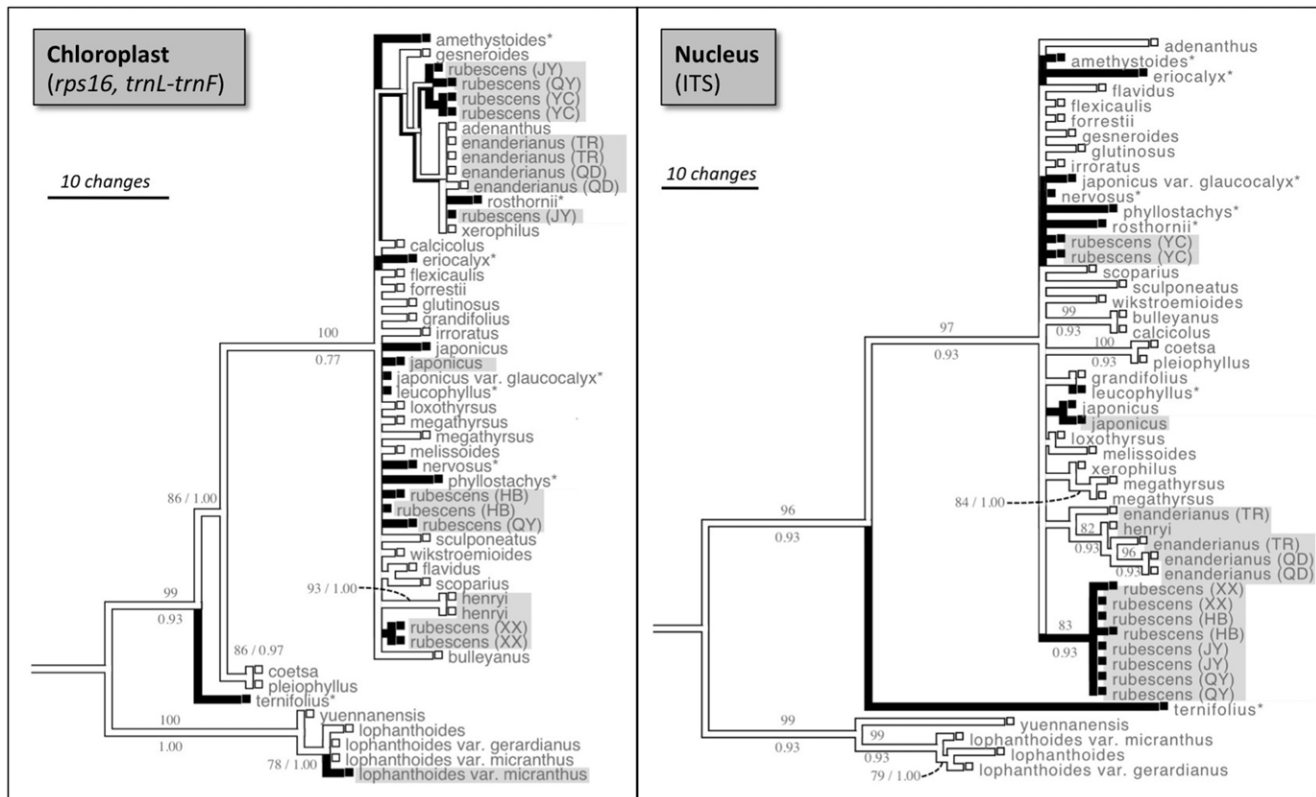 Chloroplast
(rps16, trnL-trnF)
10 changes
amethystoides*
gesneroides
rubescens (JY)
rubescens (QY)
rubescens (YC)
rubescens (YC)
adenanthus
enanderianus (TR)
enanderianus (TR)
enanderianus (QD)
enanderianus (QD)
rosthornii*
rubescens (JY)
xerophilus
calcicolus
eriocalyx*
flexicaulis
forrestii
glutinosus
grandifolius
irroratus
japonicus
japonicus
japonicus var. glaucocalyx*
leucophyllus*
loxothyrsus
megathyrsus
megathyrsus
melissoides
nervosus*
phyllostachys*
rubescens (HB)
rubescens (HB)
rubescens (QY)
sculponeatus
wikstroemioides
flavidus
scoparius
henryi
henryi
rubescens (XX)
rubescens (XX)
bulleyanus
coetsa
pleiophyllus
ternifolius*
yuennanensis
lophanthoides
lophanthoides var. gerardianus
lophanthoides var. micranthus
lophanthoides var. micranthus
100
0.77
86 / 1.00
93 / 1.00
99
0.93
86 / 0.97
100
1.00
78 / 1.00
Nucleus
(ITS)
10 changes
adenanthus
amethystoides*
eriocalyx*
flavidus
flexicaulis
forrestii
gesneroides
glutinosus
irroratus
japonicus var. glaucocalyx*
nervosus*
phyllostachys*
rosthornii*
rubescens (YC)
rubescens (YC)
scoparius
sculponeatus
wikstroemioides
bulleyanus
calcicolus
coetsa
pleiophyllus
grandifolius
leucophyllus*
japonicus
japonicus
loxothyrsus
melissoides
xerophilus
megathyrsus
megathyrsus
enanderianus (TR)
henryi
enanderianus (TR)
enanderianus (QD)
enanderianus (QD)
rubescens (XX)
rubescens (XX)
rubescens (HB)
rubescens (HB)
rubescens (JY)
rubescens (JY)
rubescens (QY)
rubescens (QY)
ternifolius*
yuennanensis
lophanthoides var. micranthus
lophanthoides
lophanthoides var. gerardianus
99
0.93
97
0.93
100
0.93
84 / 1.00
96
0.93
82
0.93
96
0.93
83
0.93
99
0.93
99
0.93
79 / 1.00